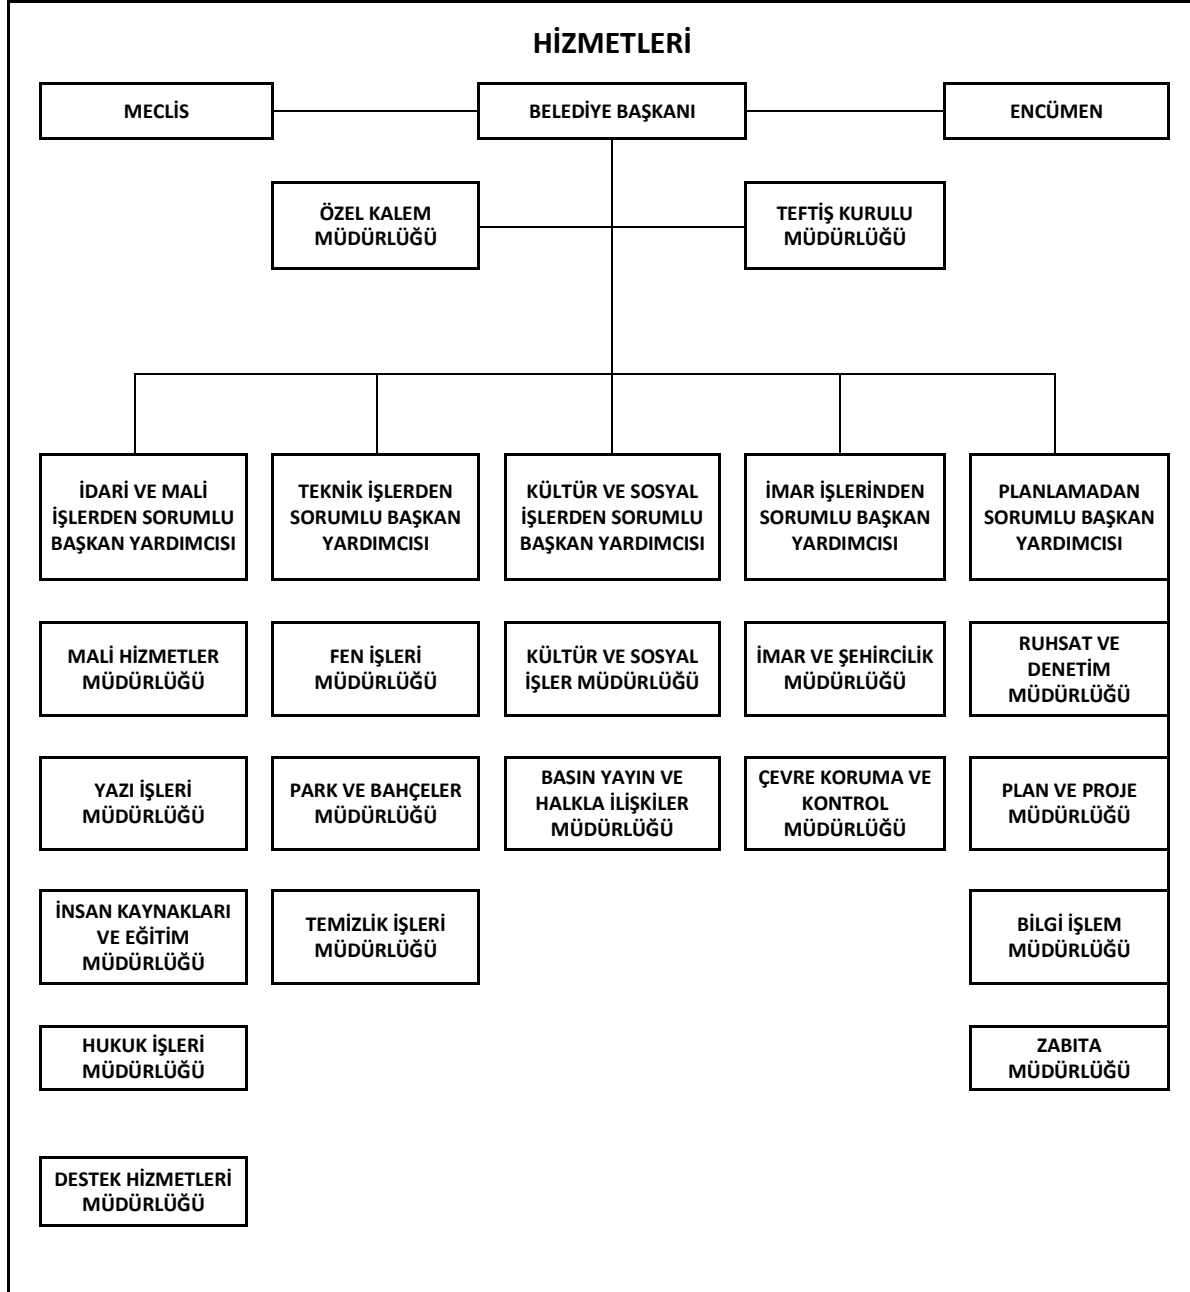 HİZMETLERİ
MECLİS
BELEDİYE BAŞKANI
ENCÜMEN
ÖZEL KALEM
MÜDÜRLÜĞÜ
TEFTİŞ KURULU
MÜDÜRLÜĞÜ
İDARİ VE MALİ
İŞLERDEN SORUMLU
BAŞKAN YARDIMCISI
TEKNİK İŞLERDEN
SORUMLU BAŞKAN
YARDIMCISI
KÜLTÜR VE SOSYAL
İŞLERDEN SORUMLU
BAŞKAN YARDIMCISI
İMAR İŞLERİNDEN
SORUMLU BAŞKAN
YARDIMCISI
PLANLAMADAN
SORUMLU BAŞKAN
YARDIMCISI
MALİ HİZMETLER
MÜDÜRLÜĞÜ
FEN İŞLERİ
MÜDÜRLÜĞÜ
KÜLTÜR VE SOSYAL
İŞLER MÜDÜRLÜĞÜ
İMAR VE ŞEHİRCİLİK
MÜDÜRLÜĞÜ
RUHSAT VE
DENETİM
MÜDÜRLÜĞÜ
YAZI İŞLERİ
MÜDÜRLÜĞÜ
PARK VE BAHÇELER
MÜDÜRLÜĞÜ
BASIN YAYIN VE
HALKLA İLİŞKİLER
MÜDÜRLÜĞÜ
ÇEVRE KORUMA VE
KONTROL
MÜDÜRLÜĞÜ
PLAN VE PROJE
MÜDÜRLÜĞÜ
İNSAN KAYNAKLARI
VE EĞİTİM
MÜDÜRLÜĞÜ
TEMİZLİK İŞLERİ
MÜDÜRLÜĞÜ
BİLGİ İŞLEM
MÜDÜRLÜĞÜ
HUKUK İŞLERİ
MÜDÜRLÜĞÜ
ZABITA
MÜDÜRLÜĞÜ
DESTEK HİZMETLERİ
MÜDÜRLÜĞÜ